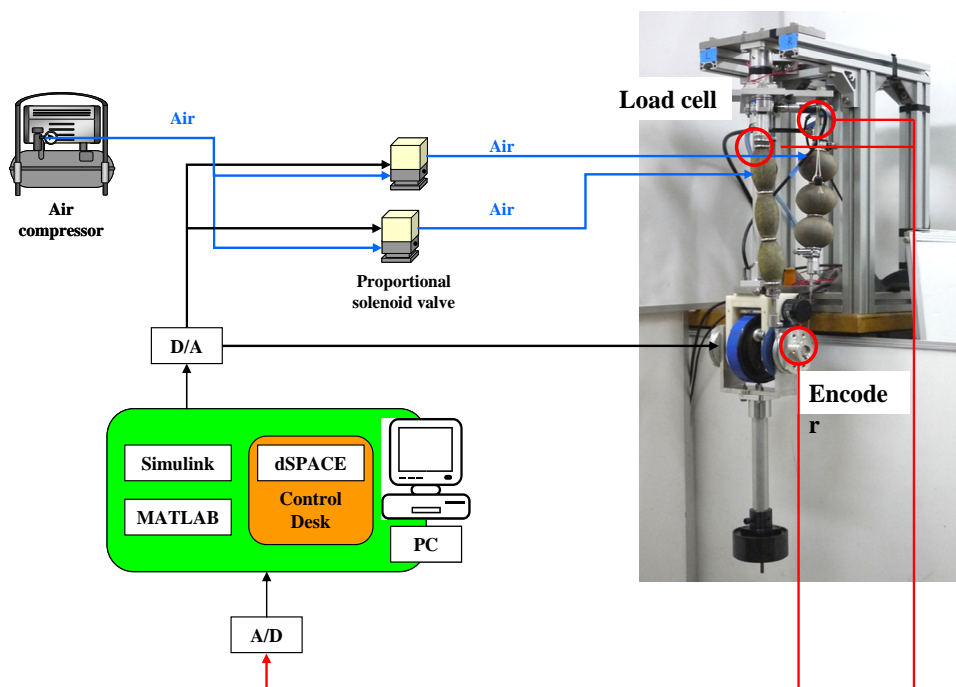 Load cell
Air
Air
Air
Air
compressor
Proportional
solenoid valve
D/A
Encode
r
Simulink
dSPACE
MATLAB
Control
Desk
PC
A/D